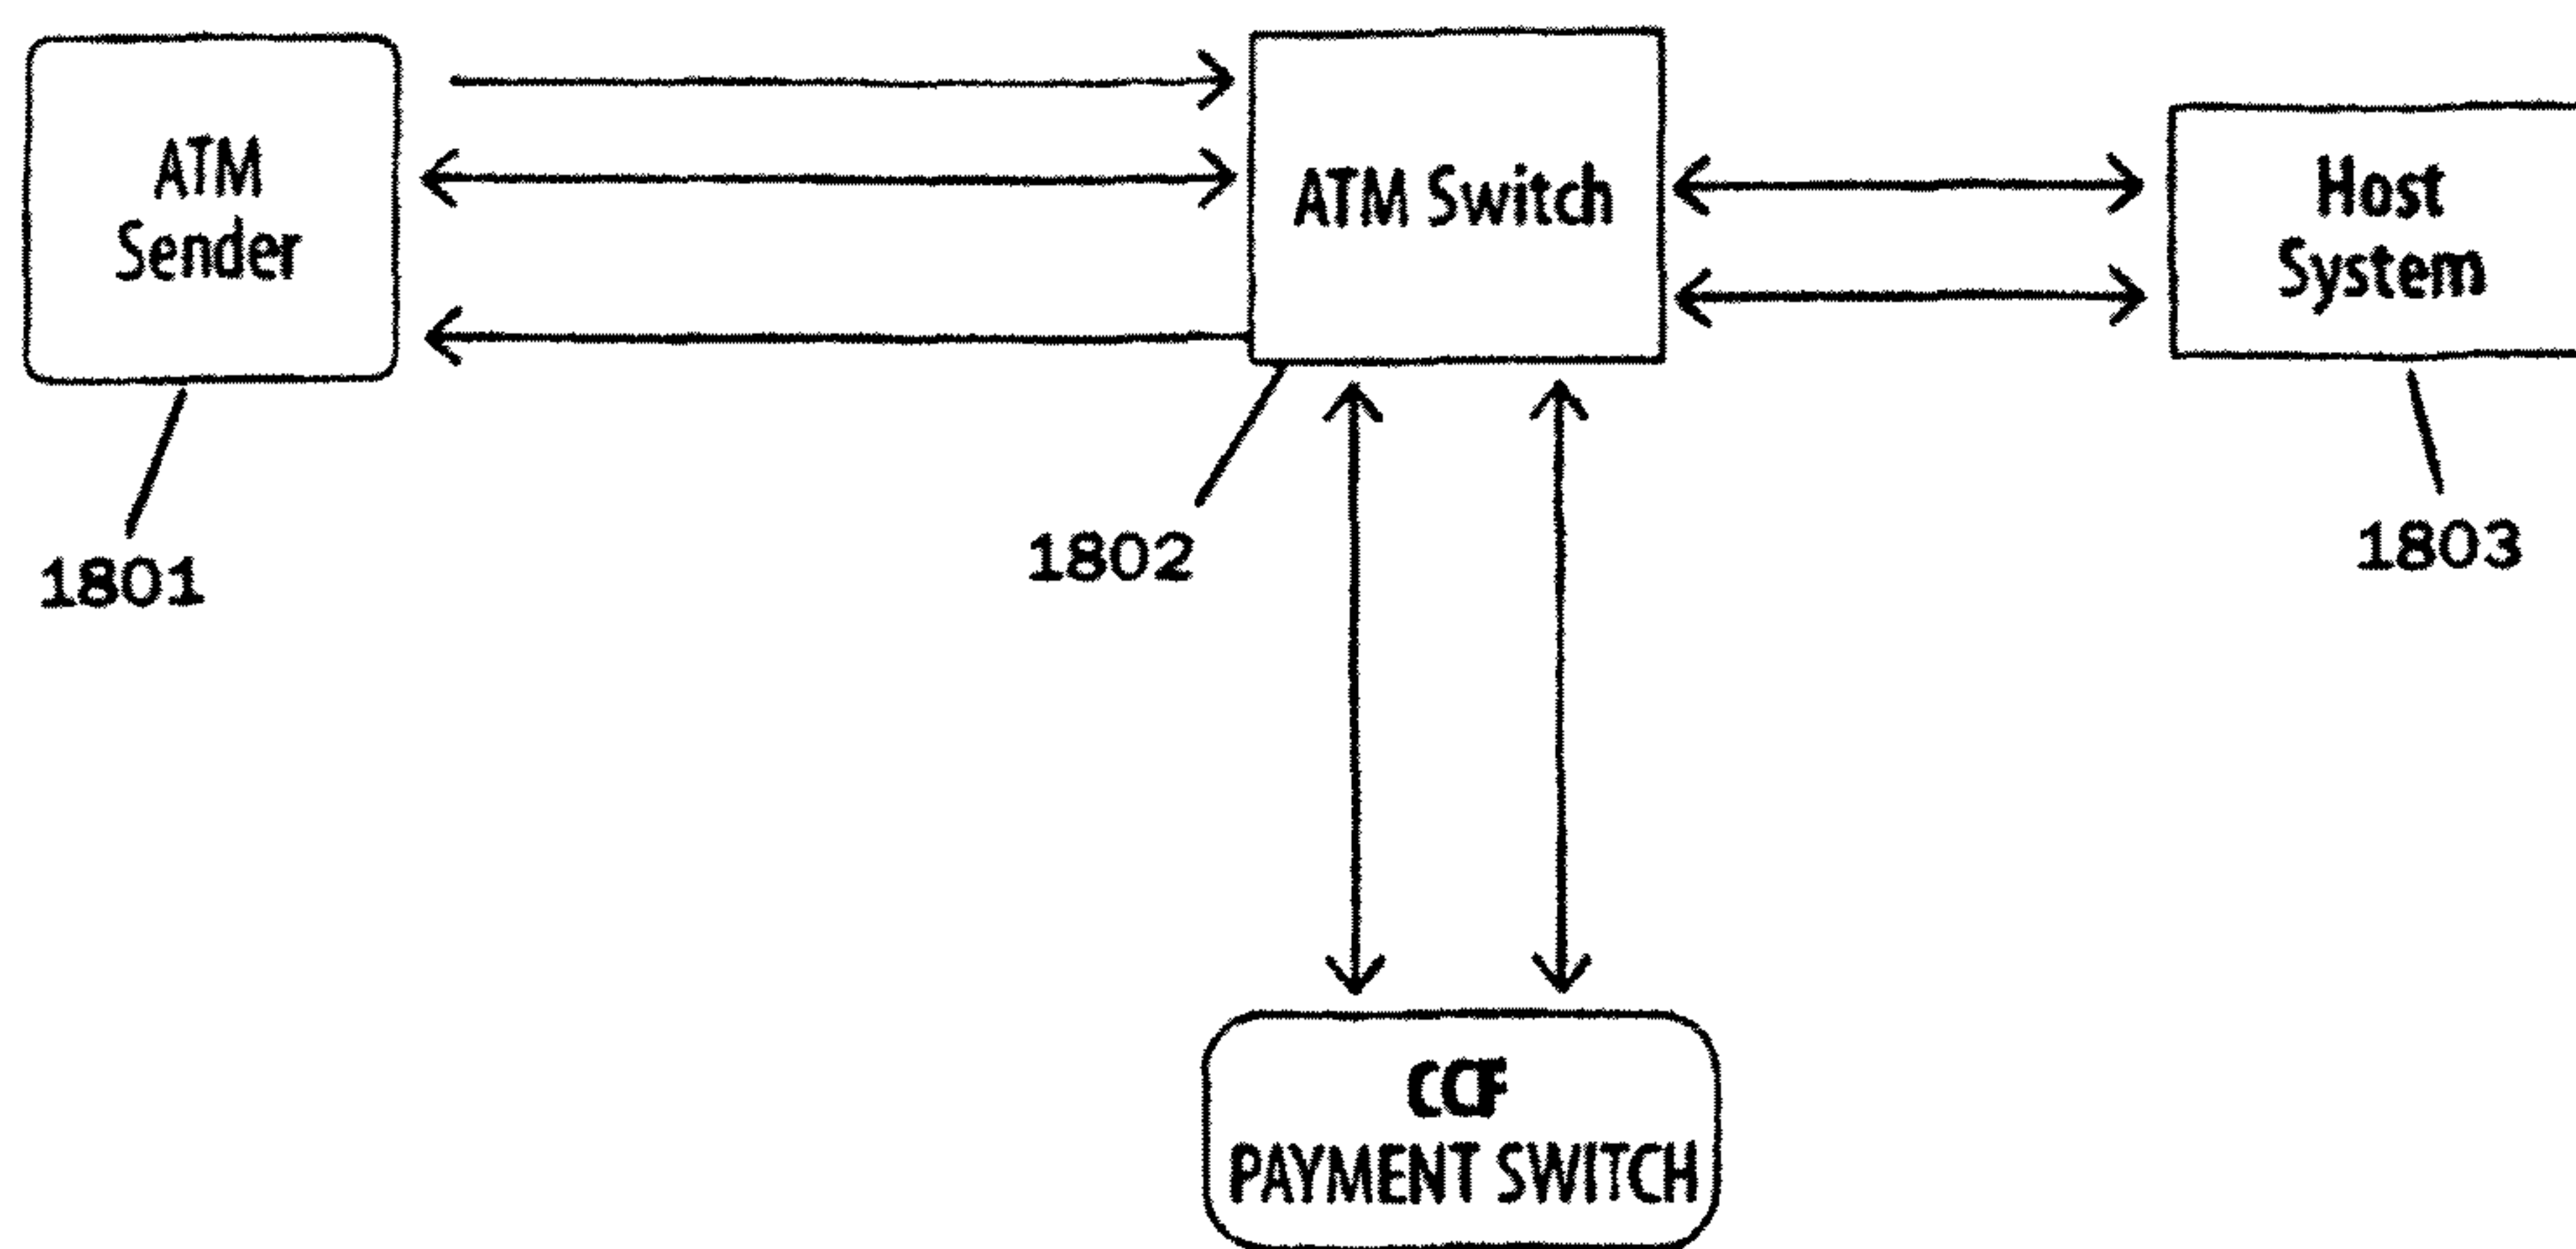 ATM
Sender
ATM Switch
Host
System
1801
1802
1803
CCF
PAYMENT SWITCH